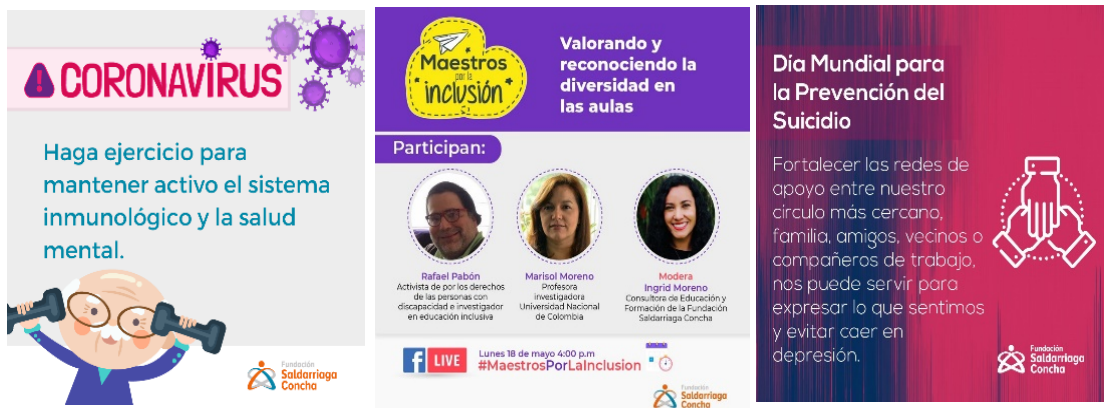 CORONAVIRUS
Haga ejercicio para
mantener activo el sistema
inmunológico y la salud
mental.
Fundación
Saldarriaga
Concha
Maestros
por la
inclusión
Valorando y
reconociendo la
diversidad en
las aulas
Participan:
Rafael Pabón
Activista de por los derechos
de las personas con
discapacidad e investigador
en educación inclusiva
Marisol Moreno
Profesora
investigadora
Universidad Nacional
de Colombia
Modera
Ingrid Moreno
Consultora de Educación y
Formación de la Fundación
Saldarriaga Concha
f LIVE
Lunes 18 de mayo 4:00 p.m
#MaestrosPorLaInclusion
Fundación
Saldarriaga
Concha
Día Mundial para
la Prevención del
Suicidio
Fortalecer las redes de
apoyo entre nuestro
círculo más cercano,
familia, amigos, vecinos o
compañeros de trabajo,
nos puede servir para
expresar lo que sentimos
y evitar caer en
depresión.
Fundación
Saldarriaga
Concha